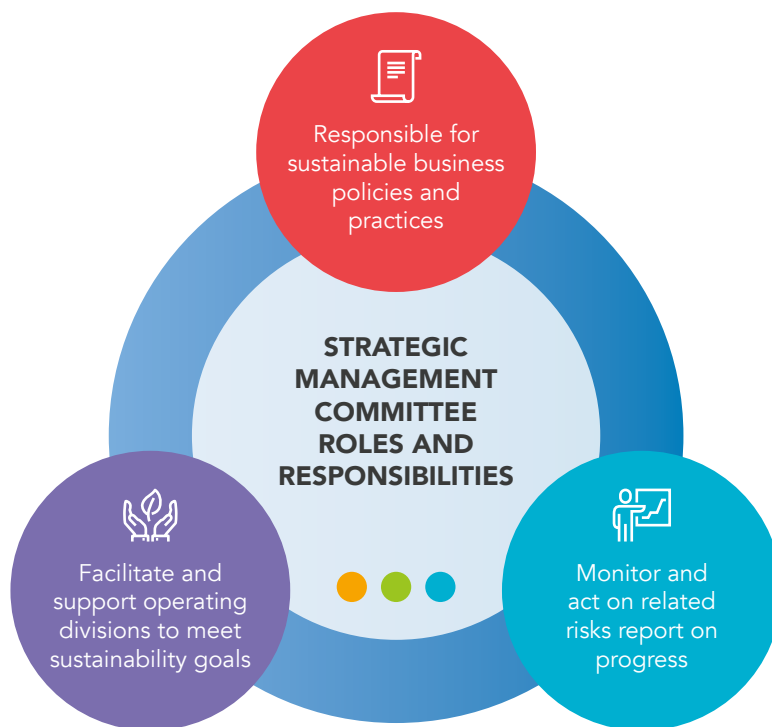 Responsible for
sustainable business
policies and
practices
STRATEGIC
MANAGEMENT
COMMITTEE
ROLES AND
RESPONSIBILITIES
Facilitate and
support operating
divisions to meet
sustainability goals
Monitor and
act on related
risks report on
progress